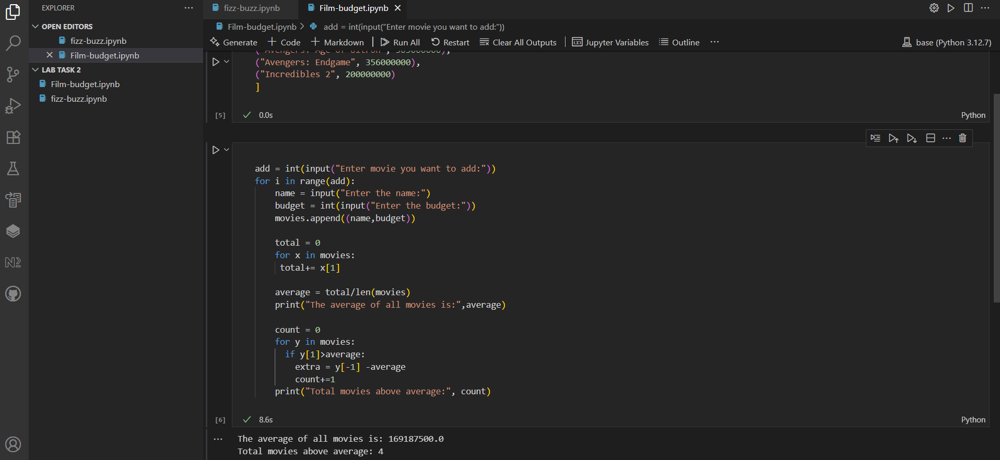 EXPLORER
OPEN EDITORS
fizz-buzz.ipynb
Film-budget.ipynb
LAB TASK 2
Film-budget.ipynb
fizz-buzz.ipynb
fizz-buzz.ipynb Film-budget.ipynb
Film-budget.ipynb > add = int(input("Enter movie you want to add:"))
Generate + Code + Markdown Run All Restart Clear All Outputs Jupyter Variables Outline ... base (Python 3.12.7)
("Avengers: Age of Ultron", 365000000),
("Avengers: Endgame", 356000000),
("Incredibles 2", 200000000)
]
[5] 0.0s Python
add = int(input("Enter movie you want to add:"))
for i in range(add):
name = input("Enter the name:")
budget = int(input("Enter the budget:"))
movies.append((name,budget))
total = 0
for x in movies:
total+= x[1]
average = total/len(movies)
print("The average of all movies is:",average)
count = 0
for y in movies:
if y[1]>average:
extra = y[-1] -average
count+=1
print("Total movies above average:", count)
[6] 8.6s Python
... The average of all movies is: 169187500.0
Total movies above average: 4